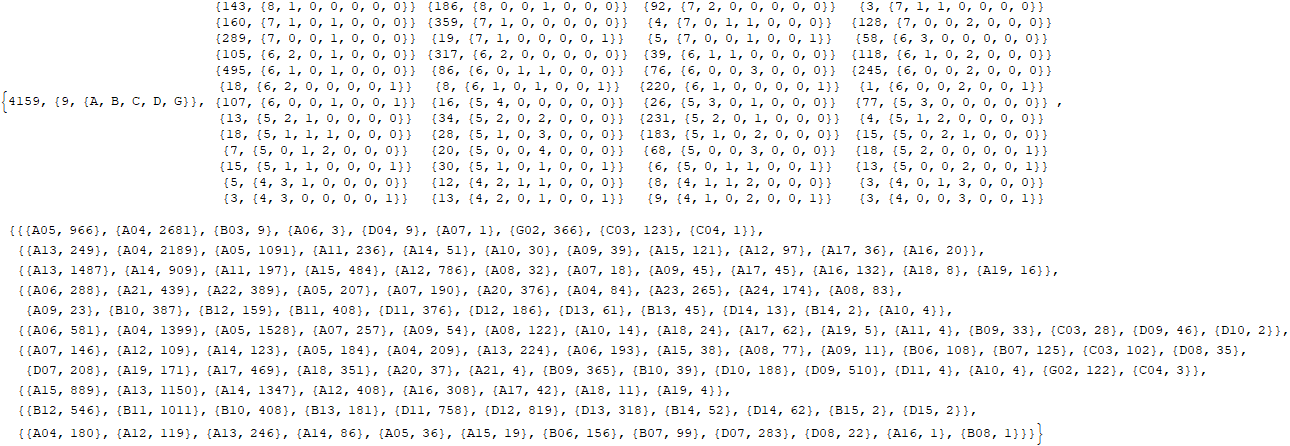 {143, {8, 1, 0, 0, 0, 0, 0}} {186, {8, 0, 0, 1, 0, 0, 0}} {92, {7, 2, 0, 0, 0, 0, 0}} {3, {7, 1, 1, 0, 0, 0, 0}}
{160, {7, 1, 0, 1, 0, 0, 0}} {359, {7, 1, 0, 0, 0, 0, 1}} {4, {7, 0, 1, 1, 0, 0, 0}} {128, {7, 0, 0, 2, 0, 0, 0}}
{289, {7, 0, 0, 1, 0, 0, 0}} {19, {7, 1, 0, 0, 0, 0, 1}} {5, {7, 0, 1, 0, 0, 0, 1}} {58, {6, 3, 0, 0, 0, 0, 0}}
{105, {6, 2, 0, 1, 0, 0, 0}} {317, {6, 2, 0, 0, 0, 0, 0}} {39, {6, 1, 1, 0, 0, 0, 0}} {118, {6, 1, 0, 2, 0, 0, 0}}
{495, {6, 1, 0, 1, 0, 0, 0}} {86, {6, 0, 1, 1, 0, 0, 0}} {76, {6, 0, 0, 3, 0, 0, 0}} {245, {6, 0, 0, 2, 0, 0, 0}}
{18, {6, 2, 0, 0, 0, 0, 1}} {8, {6, 1, 0, 1, 0, 0, 1}} {220, {6, 1, 0, 0, 0, 0, 1}} {1, {6, 0, 0, 2, 0, 0, 1}}
{4159, {9, {A, B, C, D, G}}, {107, {6, 0, 0, 1, 0, 0, 1}} {16, {5, 4, 0, 0, 0, 0, 0}} {26, {5, 3, 0, 1, 0, 0, 0}} {77, {5, 3, 0, 0, 0, 0, 0}} ,
{13, {5, 2, 1, 0, 0, 0, 0}} {34, {5, 2, 0, 2, 0, 0, 0}} {231, {5, 2, 0, 1, 0, 0, 0}} {4, {5, 1, 2, 0, 0, 0, 0}}
{18, {5, 1, 1, 1, 0, 0, 0}} {28, {5, 1, 0, 3, 0, 0, 0}} {183, {5, 1, 0, 2, 0, 0, 0}} {15, {5, 0, 2, 1, 0, 0, 0}}
{7, {5, 0, 1, 2, 0, 0, 0}} {20, {5, 0, 0, 4, 0, 0, 0}} {68, {5, 0, 0, 3, 0, 0, 0}} {18, {5, 2, 0, 0, 0, 0, 1}}
{15, {5, 1, 1, 0, 0, 0, 1}} {30, {5, 1, 0, 1, 0, 0, 1}} {6, {5, 0, 1, 1, 0, 0, 1}} {13, {5, 0, 0, 2, 0, 0, 1}}
{5, {4, 3, 1, 0, 0, 0, 0}} {12, {4, 2, 1, 1, 0, 0, 0}} {8, {4, 1, 1, 2, 0, 0, 0}} {3, {4, 0, 1, 3, 0, 0, 0}}
{3, {4, 3, 0, 0, 0, 0, 1}} {13, {4, 2, 0, 1, 0, 0, 1}} {9, {4, 1, 0, 2, 0, 0, 1}} {3, {4, 0, 0, 3, 0, 0, 1}}
{{{A05, 966}, {A04, 2681}, {B03, 9}, {A06, 3}, {D04, 9}, {A07, 1}, {G02, 366}, {C03, 123}, {C04, 1}},
{{A13, 249}, {A04, 2189}, {A05, 1091}, {A11, 236}, {A14, 51}, {A10, 30}, {A09, 39}, {A15, 121}, {A12, 97}, {A17, 36}, {A16, 20}},
{{A13, 1487}, {A14, 909}, {A11, 197}, {A15, 484}, {A12, 786}, {A08, 32}, {A07, 18}, {A09, 45}, {A17, 45}, {A16, 132}, {A18, 8}, {A19, 16}},
{{A06, 288}, {A21, 439}, {A22, 389}, {A05, 207}, {A07, 190}, {A20, 376}, {A04, 84}, {A23, 265}, {A24, 174}, {A08, 83},
{A09, 23}, {B10, 387}, {B12, 159}, {B11, 408}, {D11, 376}, {D12, 186}, {D13, 61}, {B13, 45}, {D14, 13}, {B14, 2}, {A10, 4}},
{{A06, 581}, {A04, 1399}, {A05, 1528}, {A07, 257}, {A09, 54}, {A08, 122}, {A10, 14}, {A18, 24}, {A17, 62}, {A19, 5}, {A11, 4}, {B09, 33}, {C03, 28}, {D09, 46}, {D10, 2}},
{{A07, 146}, {A12, 109}, {A14, 123}, {A05, 184}, {A04, 209}, {A13, 224}, {A06, 193}, {A15, 38}, {A08, 77}, {A09, 11}, {B06, 108}, {B07, 125}, {C03, 102}, {D08, 35},
{D07, 208}, {A19, 171}, {A17, 469}, {A18, 351}, {A20, 37}, {A21, 4}, {B09, 365}, {B10, 39}, {D10, 188}, {D09, 510}, {D11, 4}, {A10, 4}, {G02, 122}, {C04, 3}},
{{A15, 889}, {A13, 1150}, {A14, 1347}, {A12, 408}, {A16, 308}, {A17, 42}, {A18, 11}, {A19, 4}},
{{B12, 546}, {B11, 1011}, {B10, 408}, {B13, 181}, {D11, 758}, {D12, 819}, {D13, 318}, {B14, 52}, {D14, 62}, {B15, 2}, {D15, 2}},
{{A04, 180}, {A12, 119}, {A13, 246}, {A14, 86}, {A05, 36}, {A15, 19}, {B06, 156}, {B07, 99}, {D07, 283}, {D08, 22}, {A16, 1}, {B08, 1}}}}